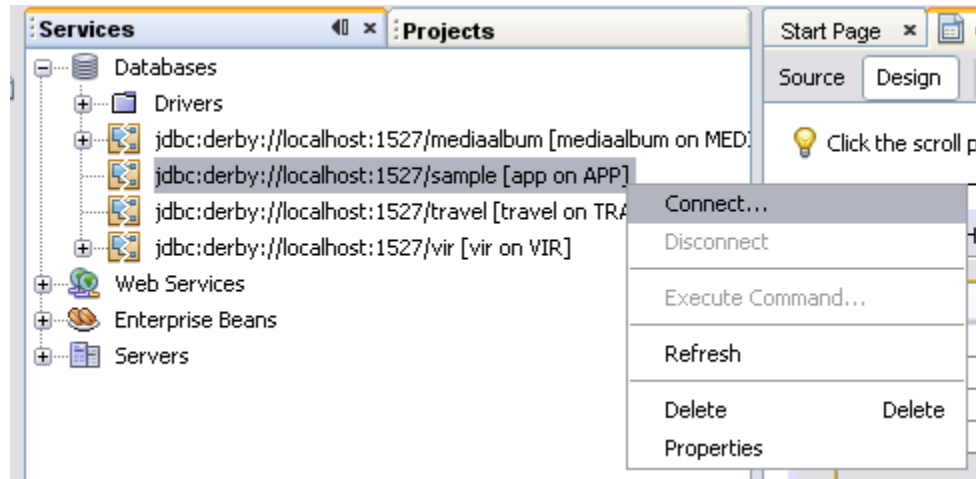 Services
Projects
Start Page
Databases
Source Design
Drivers
jdbc:derby://localhost:1527/mediaalbum [mediaalbum on MED
Click the scroll
jdbc:derby://localhost:1527/sample [app on APP]
Connect...
jdbc:derby://localhost:1527/travel [travel on TRA
Disconnect
jdbc:derby://localhost:1527/vir [vir on VIR]
Web Services
Execute Command...
Enterprise Beans
Servers
Refresh
Delete Delete
Properties